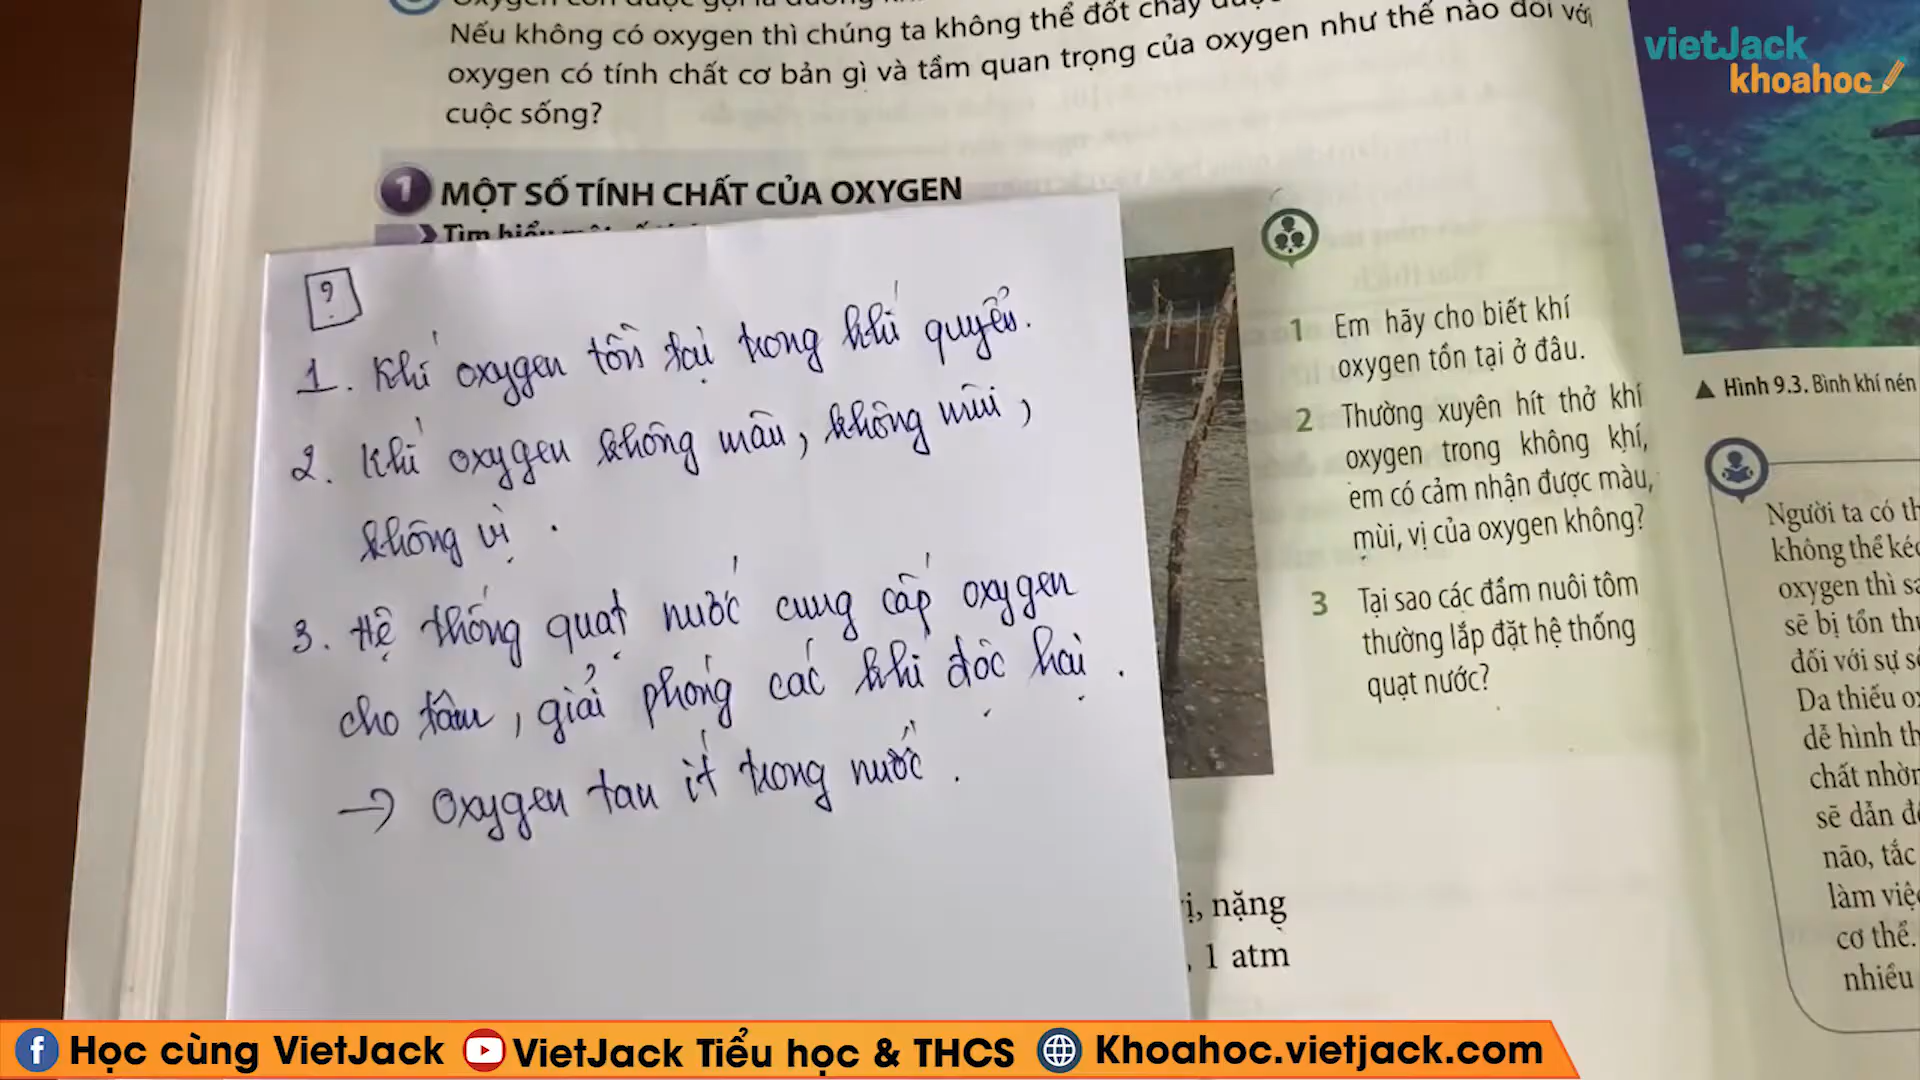 Nếu không có oxygen thì chúng ta không thể đốt cháy được
oxygen có tính chất cơ bản gì và tầm quan trọng của oxygen như thế nào đối với
cuộc sống?
1 MỘT SỐ TÍNH CHẤT CỦA OXYGEN
Tìm hiểu một số
?
1. Khí oxygen tồn tại trong khí quyển.
2. Khí oxygen không màu, không mùi,
không vị.
3. Hệ thống quạt nước cung cấp oxygen
cho tôm, giải phóng các khí độc hại.
→ Oxygen tan ít trong nước.
ị, nặng
, 1 atm
1 Em hãy cho biết khí
oxygen tồn tại ở đâu.
2 Thường xuyên hít thở khí
oxygen trong không khí,
em có cảm nhận được màu,
mùi, vị của oxygen không?
3 Tại sao các đầm nuôi tôm
thường lắp đặt hệ thống
quạt nước?
vietJack
khoahoc
▲ Hình 9.3. Bình khí nén
Người ta có th
không thể kéo
oxygen thì sa
sẽ bị tổn thư
đối với sự số
Da thiếu ox
dễ hình th
chất nhờn
sẽ dẫn đế
não, tắc
làm việc
cơ thể.
nhiều
Học cùng VietJack VietJack Tiểu học & THCS Khoahoc.vietjack.com